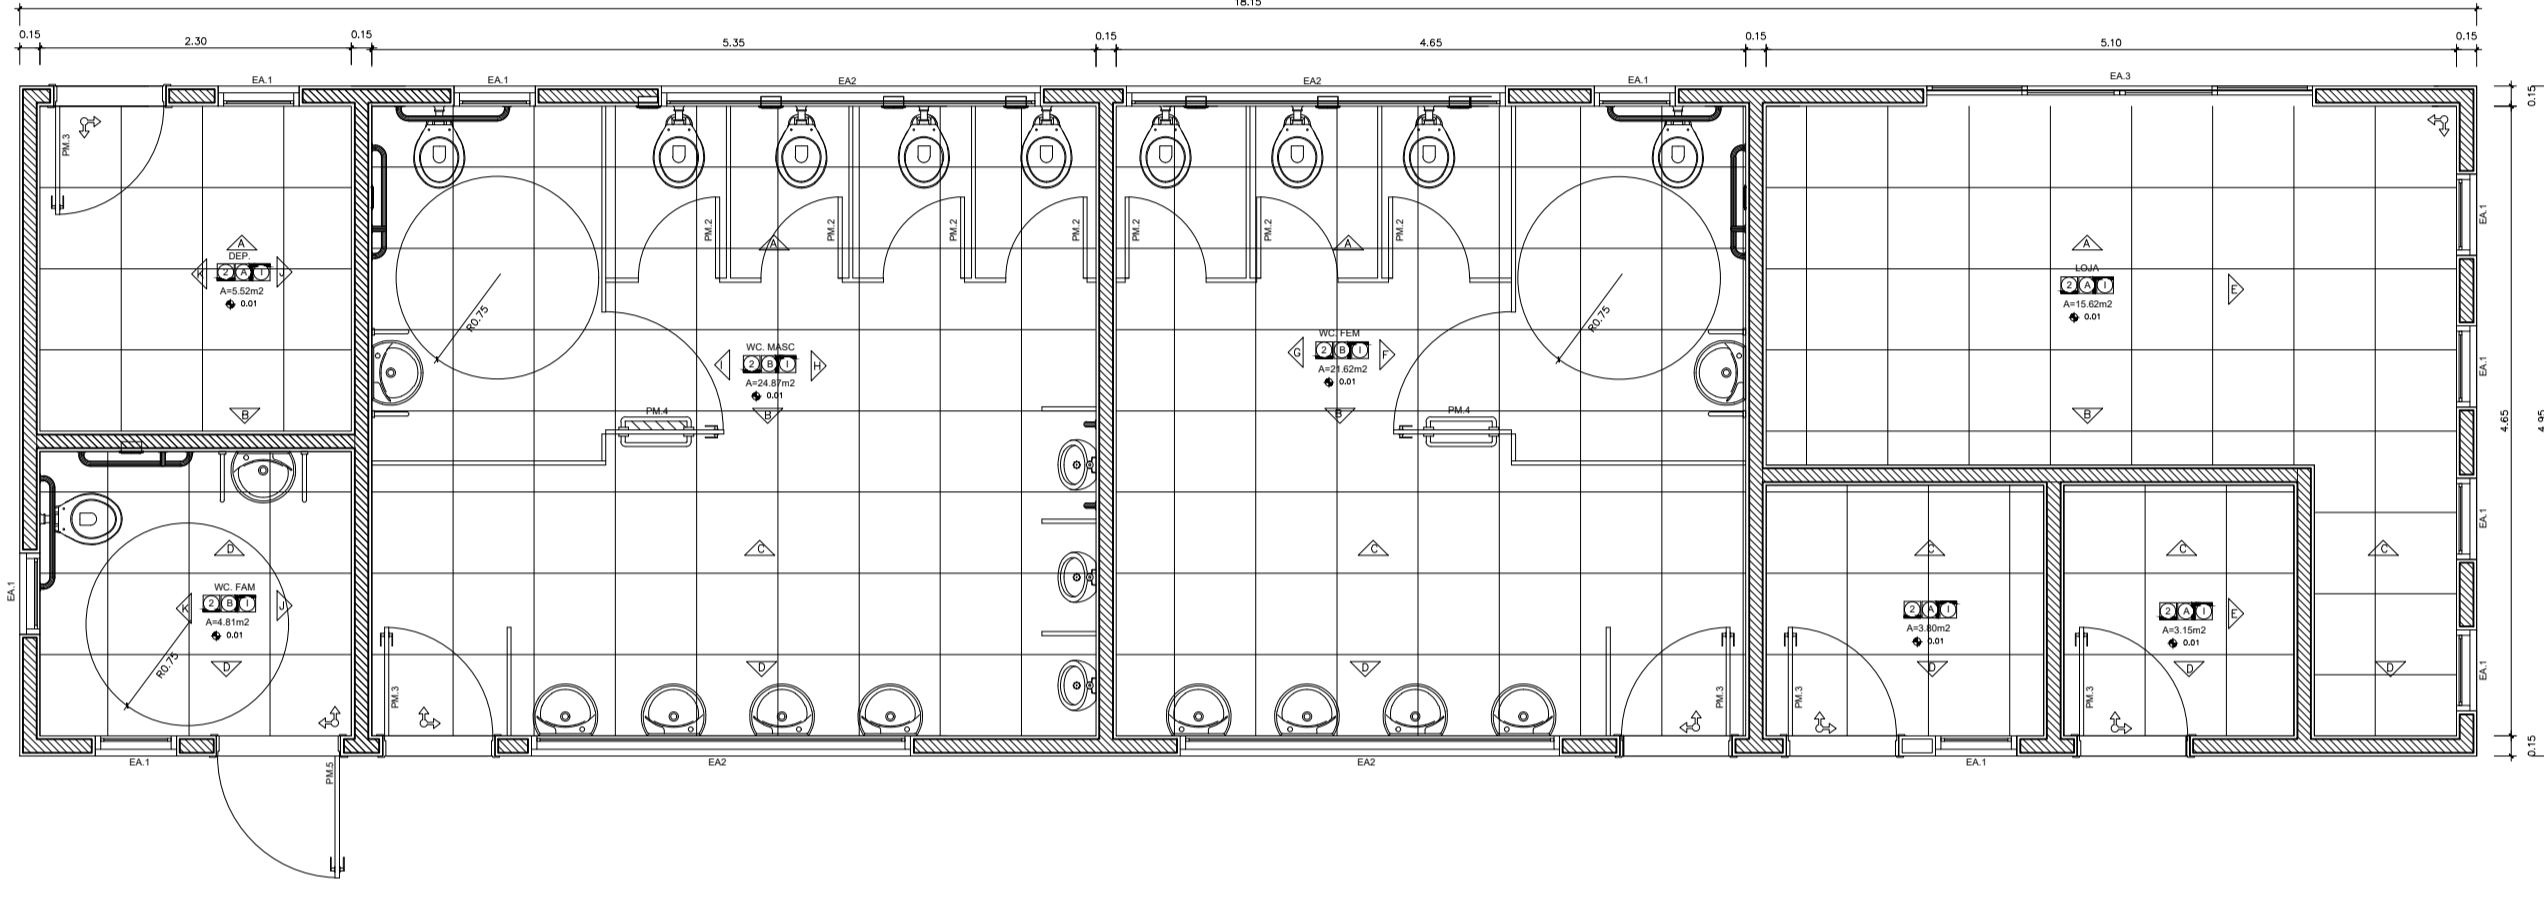 18.15
0.15
2.30
0.15
5.35
0.15
4.65
0.15
5.10
0.15
EA.1
EA.1
EA2
EA2
EA.1
EA.3
0.15
PM.3
PM.2
PM.2
PM.2
PM.2
PM.2
PM.2
PM.2
EA.1
A
DEP.
2 A I
K
J
A=5.52m2
0.01
B
R0.75
A
WC. MASC
2 B I
I
H
A=24.87m2
0.01
B
PM.4
A
WC. FEM
2 B I
G
F
A=21.62m2
0.01
B
PM.4
R0.75
A
LOJA
2 A I
E
A=15.62m2
0.01
B
EA.1
4.65
4.95
EA.1
D
WC. FAM
2 B I
K
J
A=4.81m2
0.01
D
R0.75
EA.1
C
D
PM.3
C
D
PM.3
C
2 A I
A=3.80m2
0.01
D
PM.3
C
2 A I
E
A=3.15m2
0.01
D
PM.3
C
D
EA.1
0.15
EA.1
PM.5
EA2
EA2
EA.1